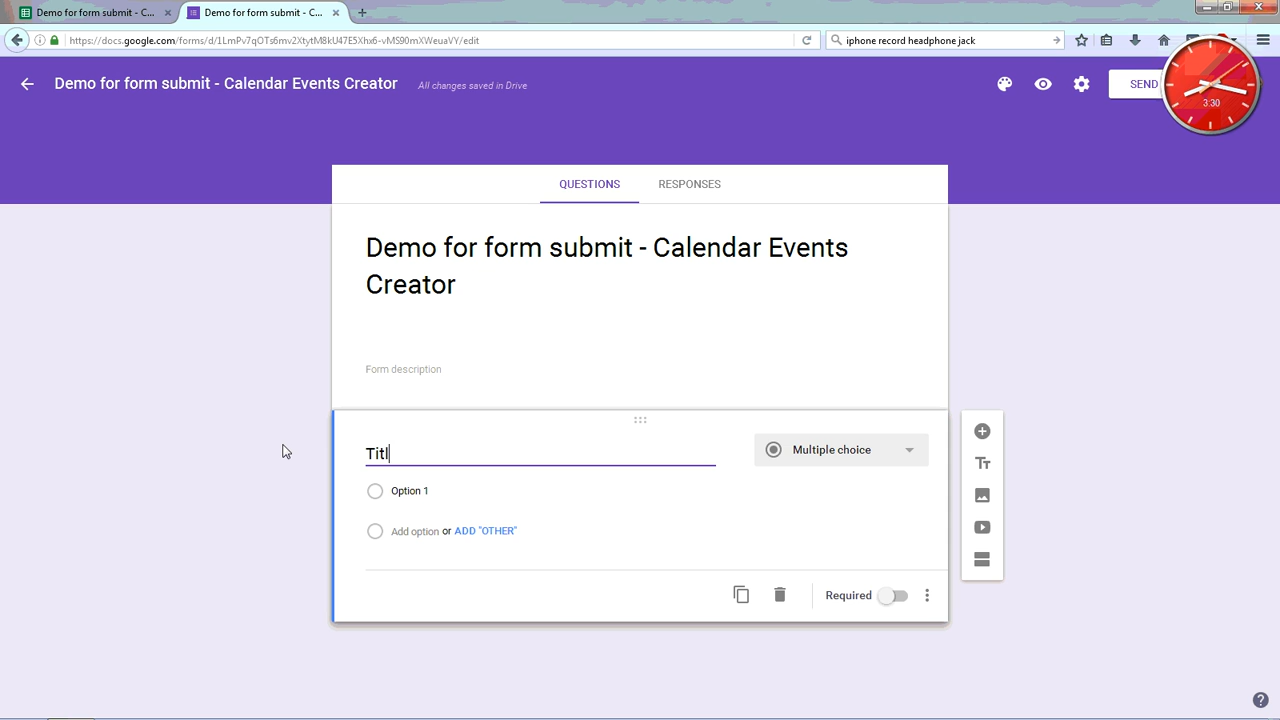 Demo for form submit - C...
Demo for form submit - C...
https://docs.google.com/forms/d/1LmPv7qOTs6mv2XtytM8kU47E5Xhx6-vMS90mXWeuaVY/edit
iphone record headphone jack
Demo for form submit - Calendar Events Creator
All changes saved in Drive
SEND
3:30
QUESTIONS
RESPONSES
Demo for form submit - Calendar Events
Creator
Form description
Titl
Multiple choice
Option 1
Add option or ADD "OTHER"
Required